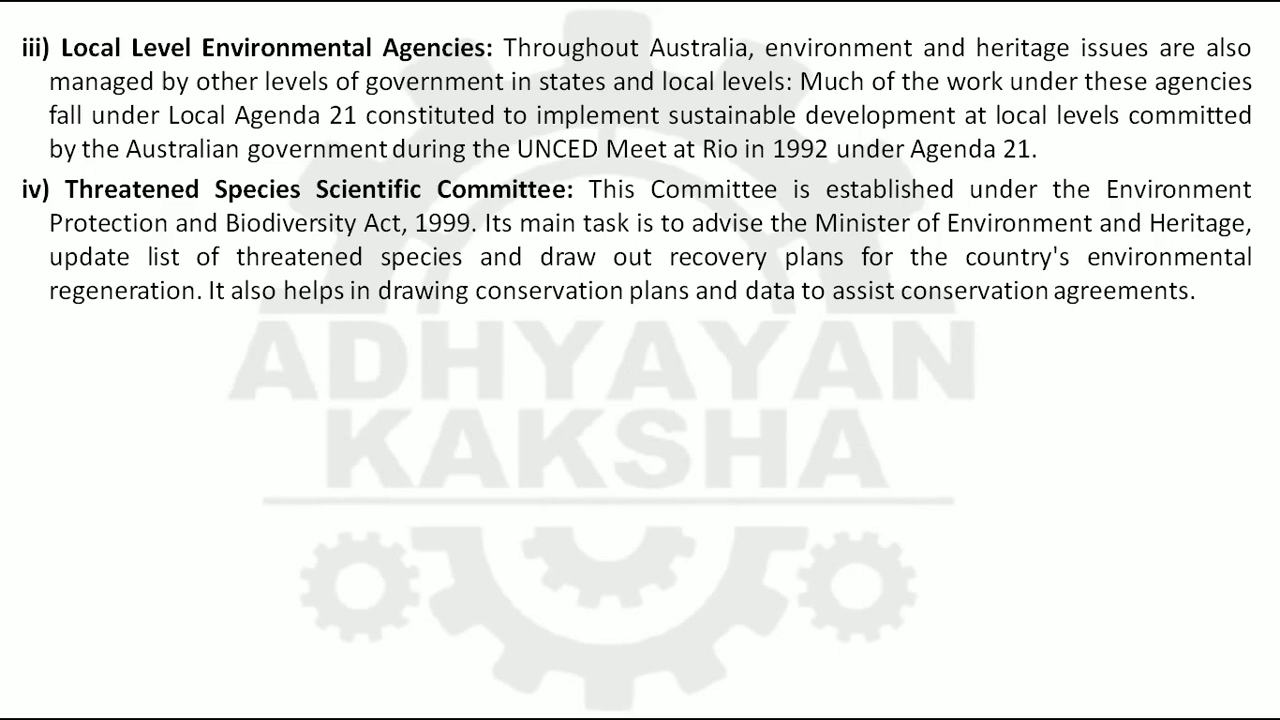 iii) Local Level Environmental Agencies: Throughout Australia, environment and heritage issues are also
managed by other levels of government in states and local levels: Much of the work under these agencies
fall under Local Agenda 21 constituted to implement sustainable development at local levels committed
by the Australian government during the UNCED Meet at Rio in 1992 under Agenda 21.
iv) Threatened Species Scientific Committee: This Committee is established under the Environment
Protection and Biodiversity Act, 1999. Its main task is to advise the Minister of Environment and Heritage,
update list of threatened species and draw out recovery plans for the country's environmental
regeneration. It also helps in drawing conservation plans and data to assist conservation agreements.
ADHYAYAN
KAKSHA